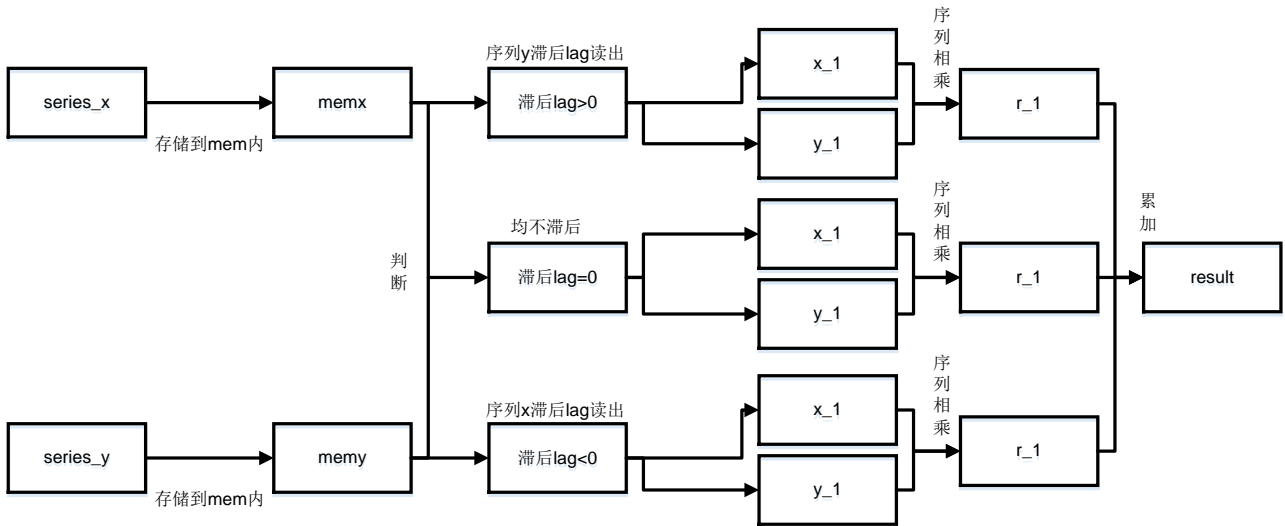 序列y滞后lag读出
序列相乘
series_x
memx
滞后lag>0
x_1
y_1
r_1
存储到mem内
均不滞后
序列相乘
累加
判断
滞后lag=0
x_1
y_1
r_1
result
序列x滞后lag读出
序列相乘
series_y
memy
滞后lag<0
x_1
y_1
r_1
存储到mem内